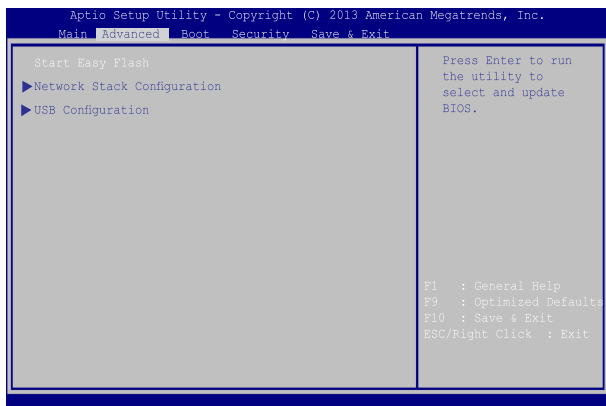 Aptio Setup Utility - Copyright (C) 2013 American Megatrends, Inc.
Main Advanced Boot Security Save & Exit
Start Easy Flash
▶Network Stack Configuration
▶USB Configuration
Press Enter to run
the utility to
select and update
BIOS.
F1 : General Help
F9 : Optimized Defaults
F10 : Save & Exit
ESC/Right Click : Exit